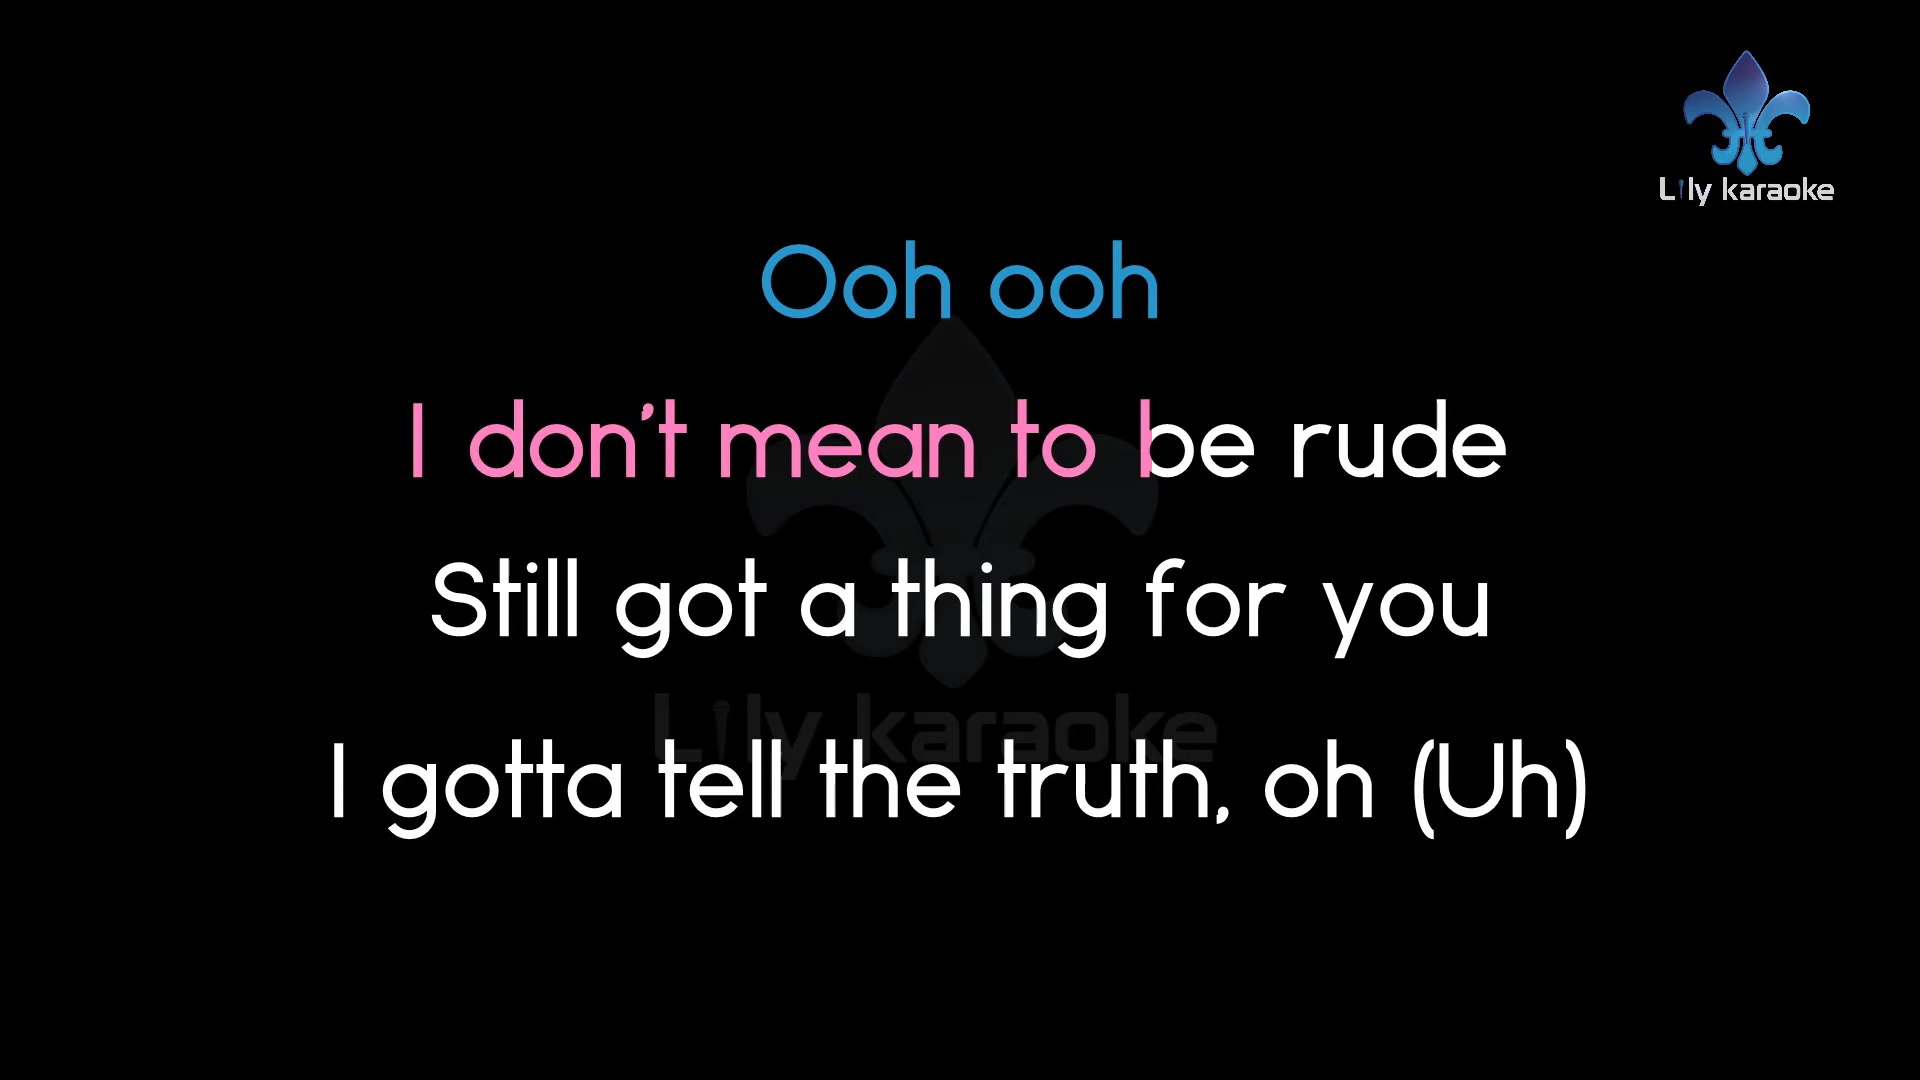 Lily karaoke
Ooh ooh
I don't mean to be rude
Still got a thing for you
Lily karaoke
I gotta tell the truth, oh (Uh)